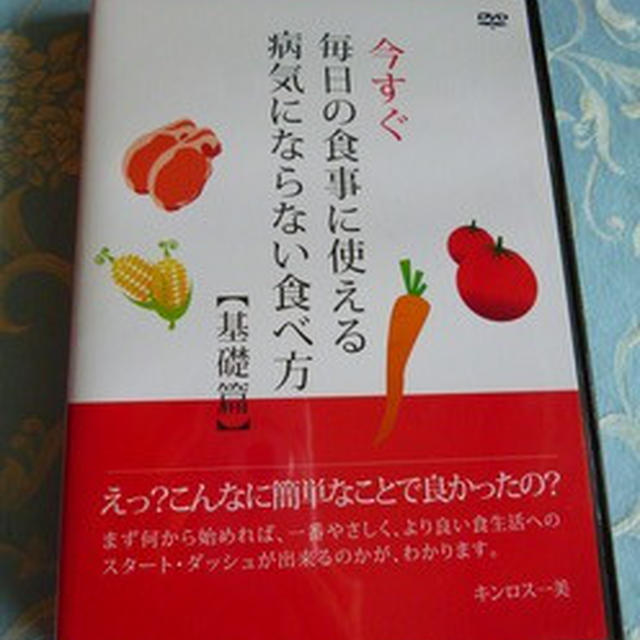 DVD
今すぐ
毎日の食事に使える
病気にならない食べ方
【基礎篇】
えっ?こんなに簡単なことで良かったの?
まず何から始めれば、一番やさしく、より良い食生活への
スタート・ダッシュが出来るのかが、わかります。
キンロス一美